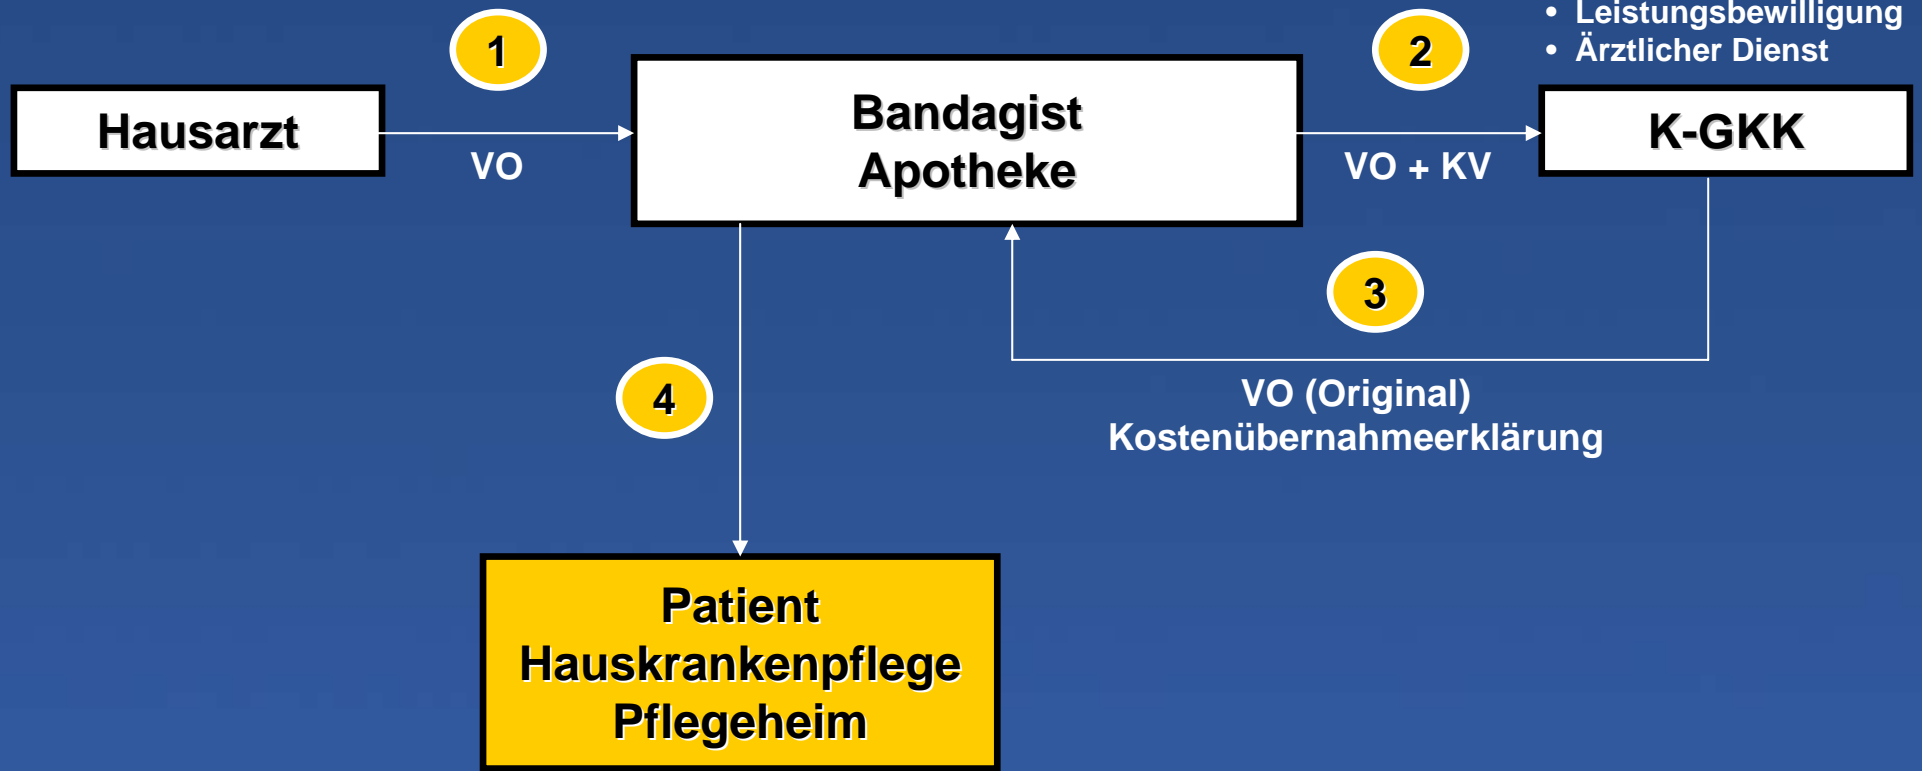 1
2
• Leistungsbewilligung
• Ärztlicher Dienst
Hausarzt
VO
Bandagist
Apotheke
VO + KV
K-GKK
3
VO (Original)
Kostenübernahmeerklärung
4
Patient
Hauskrankenpflege
Pflegeheim